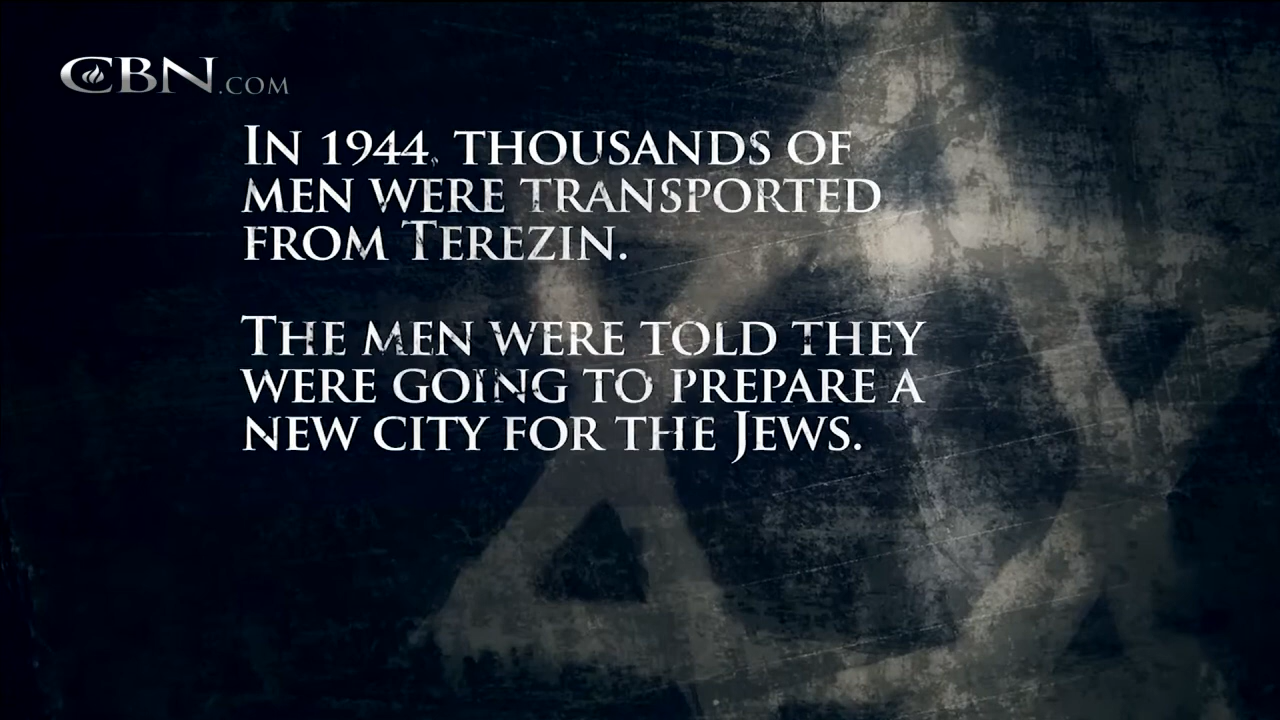 CBN.COM
IN 1944, THOUSANDS OF
MEN WERE TRANSPORTED
FROM TEREZIN.
THE MEN WERE TOLD THEY
WERE GOING TO PREPARE A
NEW CITY FOR THE JEWS.